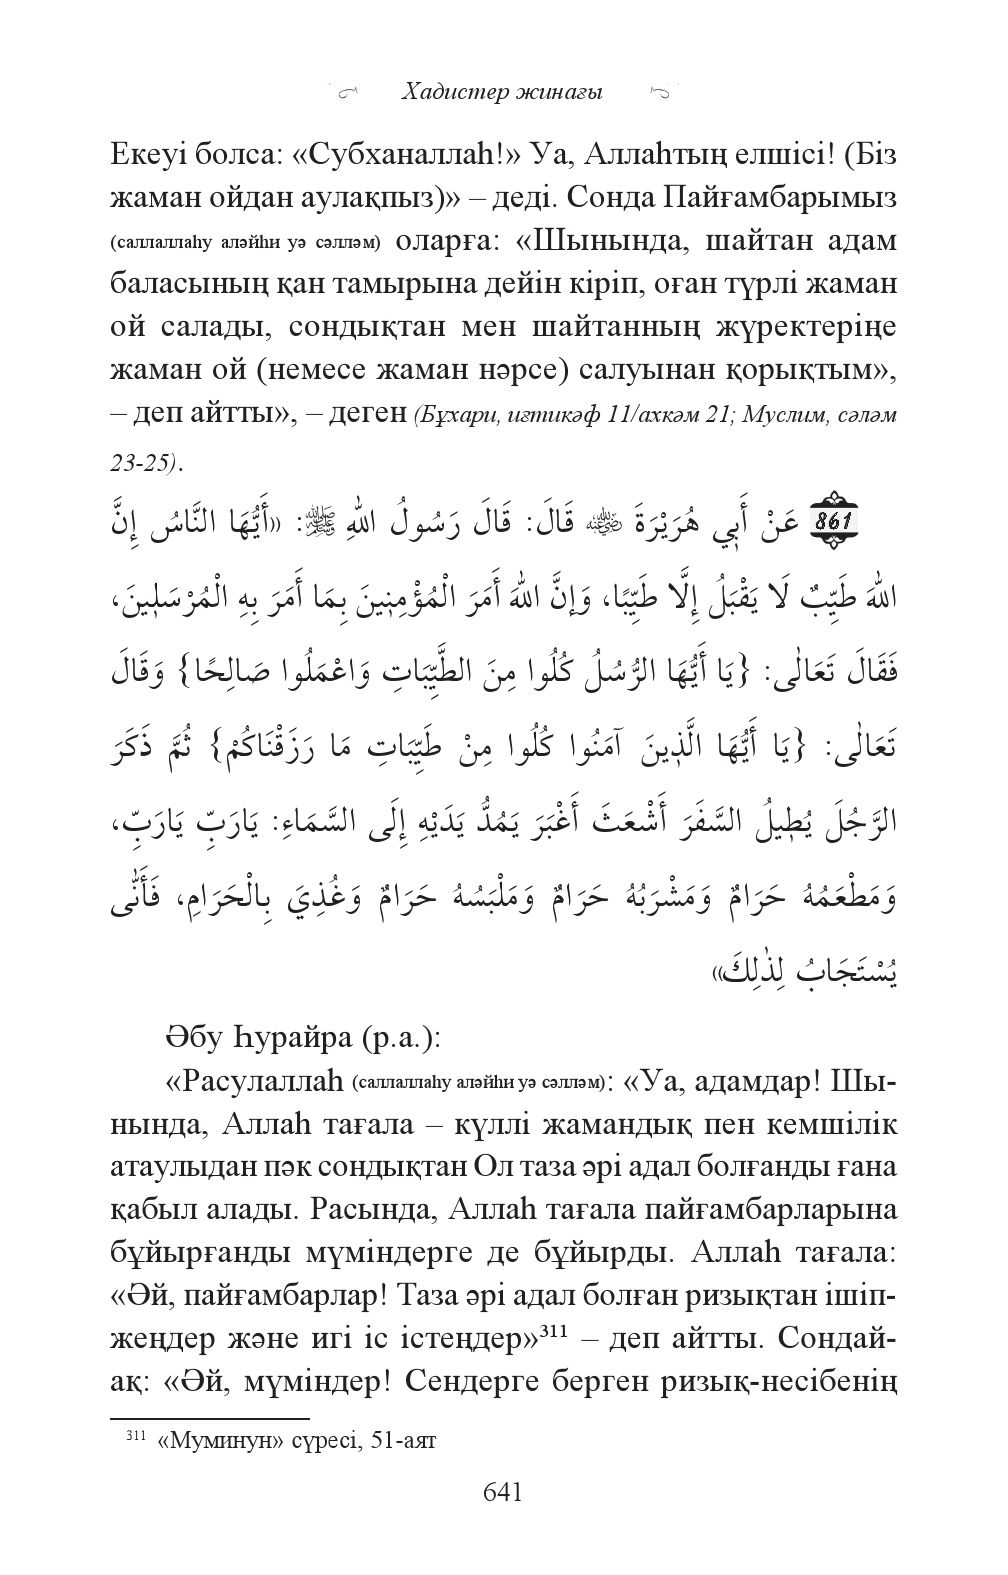 Хадистер жинағы
Екеуі болса: «Субханаллаһ!» Уа, Аллаһтың елшісі! (Біз
жаман ойдан аулақпыз)» – деді. Сонда Пайғамбарымыз
(саллаллаһу аләйһи уә сәлләм) оларға: «Шынында, шайтан адам
баласының қан тамырына дейін кіріп, оған түрлі жаман
ой салады, сондықтан мен шайтанның жүректеріңе
жаман ой (немесе жаман нәрсе) салуынан қорықтым»,
– деп айтты», – деген (Бұхари, иғтикәф 11/ахкәм 21; Муслим, сәләм
23-25).
861 عَنْ أَبِي هُرَيْرَةَ ؓ قَالَ: قَالَ رَسُولُ اللهِ ﷺ: «أَيُّهَا النَّاسُ إِنَّ
اللهَ طَيِّبٌ لَا يَقْبَلُ إِلَّا طَيِّبًا، وَإِنَّ اللهَ أَمَرَ الْمُؤْمِنِينَ بِمَا أَمَرَ بِهِ الْمُرْسَلِينَ،
فَقَالَ تَعَالٰى: {يَا أَيُّهَا الرُّسُلُ كُلُوا مِنَ الطَّيِّبَاتِ وَاعْمَلُوا صَالِحًا} وَقَالَ
تَعَالٰى: {يَا أَيُّهَا الَّذِينَ آمَنُوا كُلُوا مِنْ طَيِّبَاتِ مَا رَزَقْنَاكُمْ} ثُمَّ ذَكَرَ
الرَّجُلَ يُطِيلُ السَّفَرَ أَشْعَثَ أَغْبَرَ يَمُدُّ يَدَيْهِ إِلَى السَّمَاءِ: يَارَبِّ يَارَبِّ،
وَمَطْعَمُهُ حَرَامٌ وَمَشْرَبُهُ حَرَامٌ وَمَلْبَسُهُ حَرَامٌ وَغُذِيَ بِالْحَرَامِ، فَأَنّٰى
يُسْتَجَابُ لِذٰلِكَ»
Әбу Һурайра (р.а.):
«Расулаллаһ (саллаллаһу аләйһи уә сәлләм): «Уа, адамдар! Шы-
нында, Аллаһ тағала – күллі жамандық пен кемшілік
атаулыдан пәк сондықтан Ол таза әрі адал болғанды ғана
қабыл алады. Расында, Аллаһ тағала пайғамбарларына
бұйырғанды мүміндерге де бұйырды. Аллаһ тағала:
«Әй, пайғамбарлар! Таза әрі адал болған ризықтан ішіп-
жеңдер және игі іс істеңдер»³¹¹ – деп айтты. Сондай-
ақ: «Әй, мүміндер! Сендерге берген ризық-несібенің
³¹¹ «Муминун» сүресі, 51-аят
641